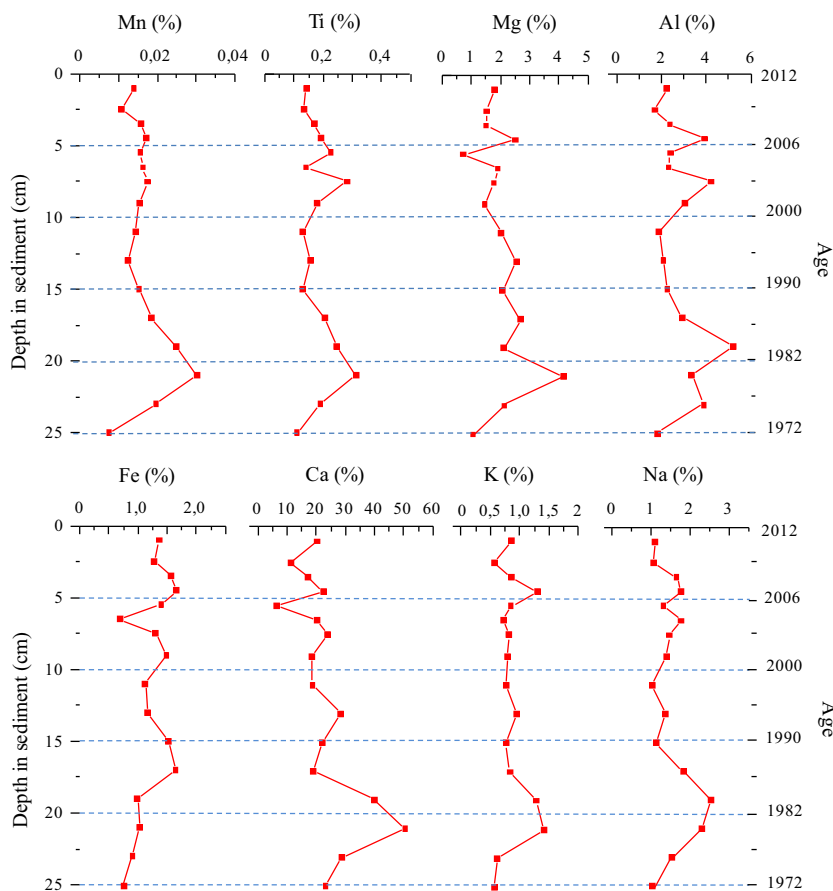 Mn (%) Ti (%) Mg (%) Al (%)
0 0,02 0,04 0 0,2 0,4 0 1 2 3 4 5 0 2 4 6
0 2012
5 2006
10 2000
15 1990
20 1982
25 1972
Depth in sediment (cm)
Age
Fe (%) Ca (%) K (%) Na (%)
0 1,0 2,0 0 10 20 30 40 50 60 0 0,5 1,0 1,5 2 0 1 2 3
0 2012
5 2006
10 2000
15 1990
20 1982
25 1972
Depth in sediment (cm)
Age